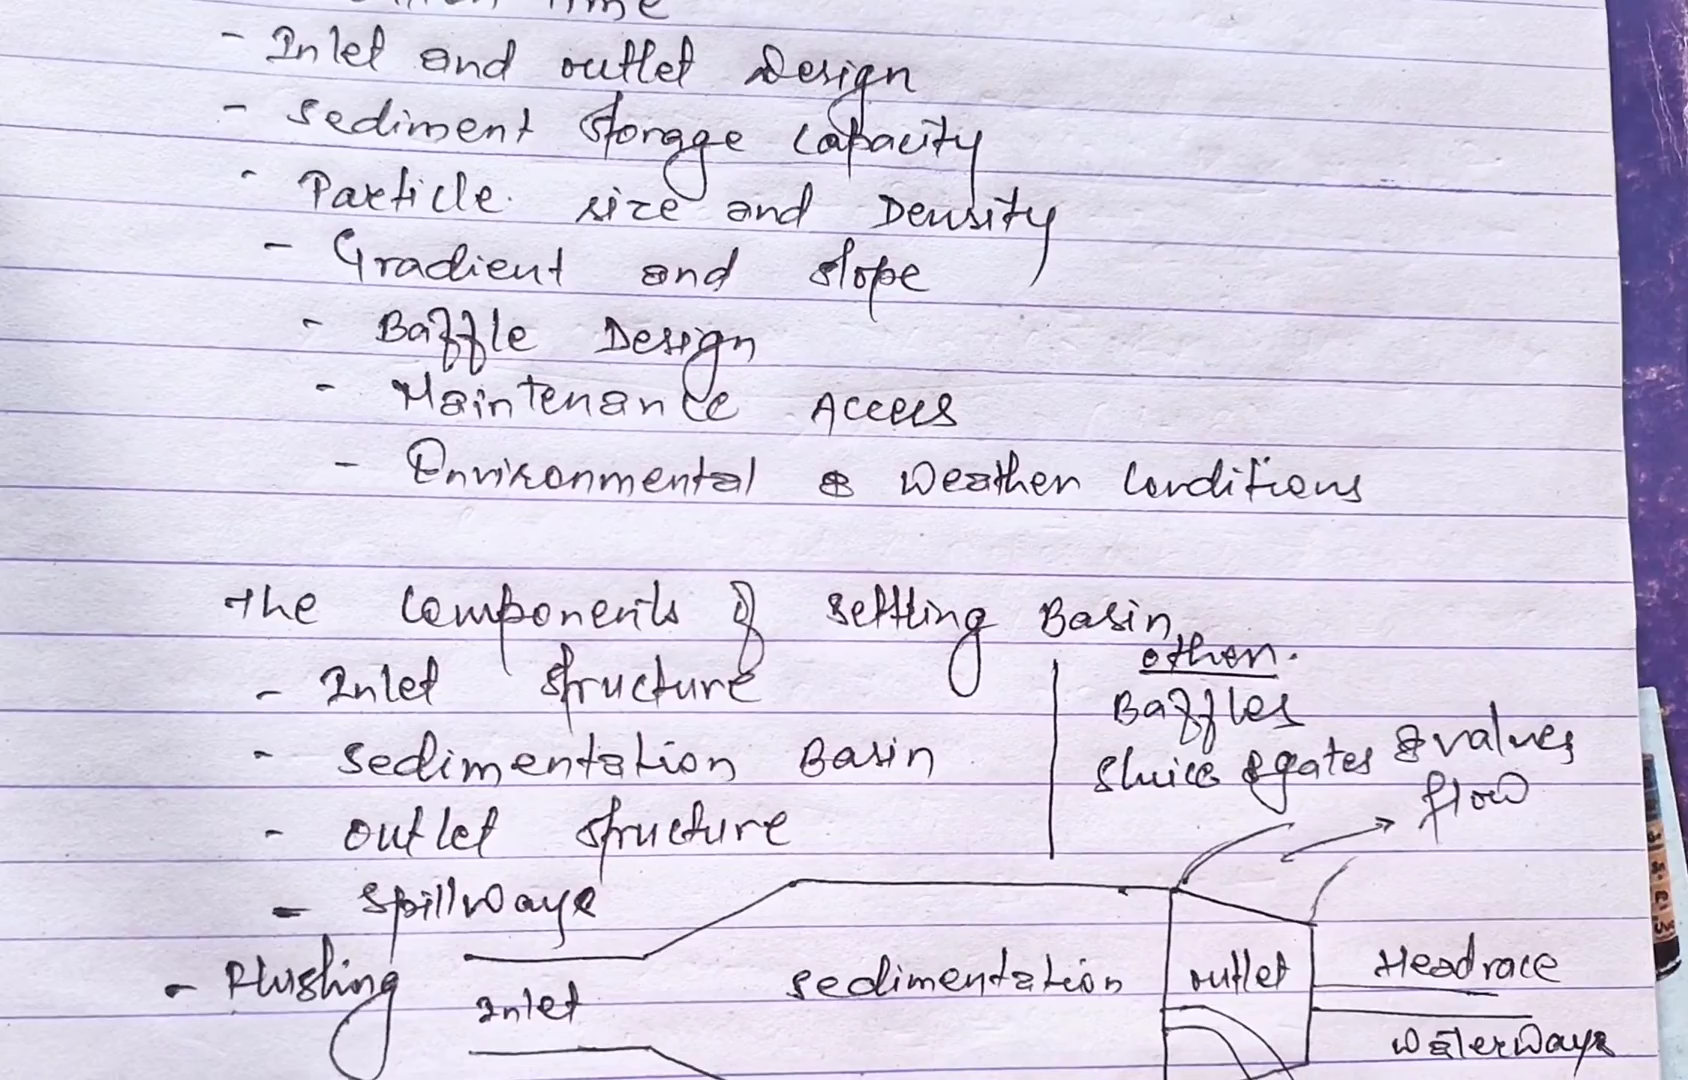 Time
- Inlet and outlet Design
- Sediment Storage Capacity
- Particle size and Density
- Gradient and slope
- Baffle Design
- Maintenance Access
- Environmental & Weather Conditions
The Components of Settling Basin
- Inlet structure
- Sedimentation Basin
- outlet structure
- Spillways
- Flushing
other.
Baffles
Sluice gates & valves
flow
Inlet
sedimentation
outlet
Headrace
waterways